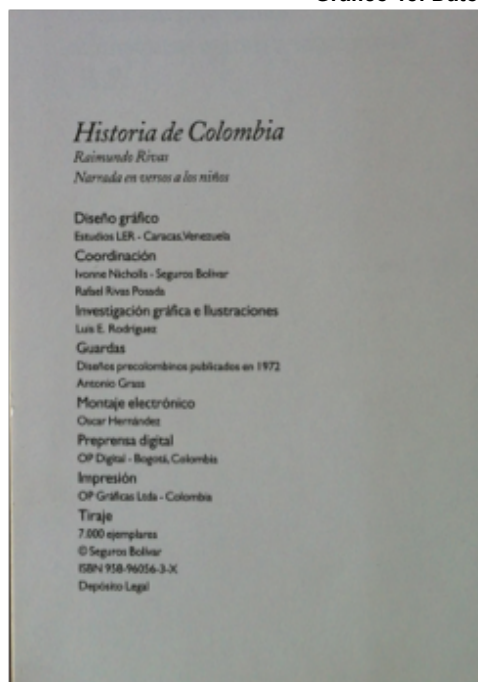 Historia de Colombia
Raimundo Rivas
Narrada en versos a los niños
Diseño gráfico
Estudios LER - Caracas, Venezuela
Coordinación
Ivonne Nicholls - Seguros Bolívar
Rafael Rivas Posada
Investigación gráfica e Ilustraciones
Luis E. Rodríguez
Guardas
Diseños precolombinos publicados en 1972
Antonio Grass
Montaje electrónico
Oscar Hernández
Preprensa digital
OP Digital - Bogotá, Colombia
Impresión
OP Gráficas Ltda - Colombia
Tiraje
7.000 ejemplares
© Seguros Bolívar
ISBN 958-96056-3-X
Depósito Legal